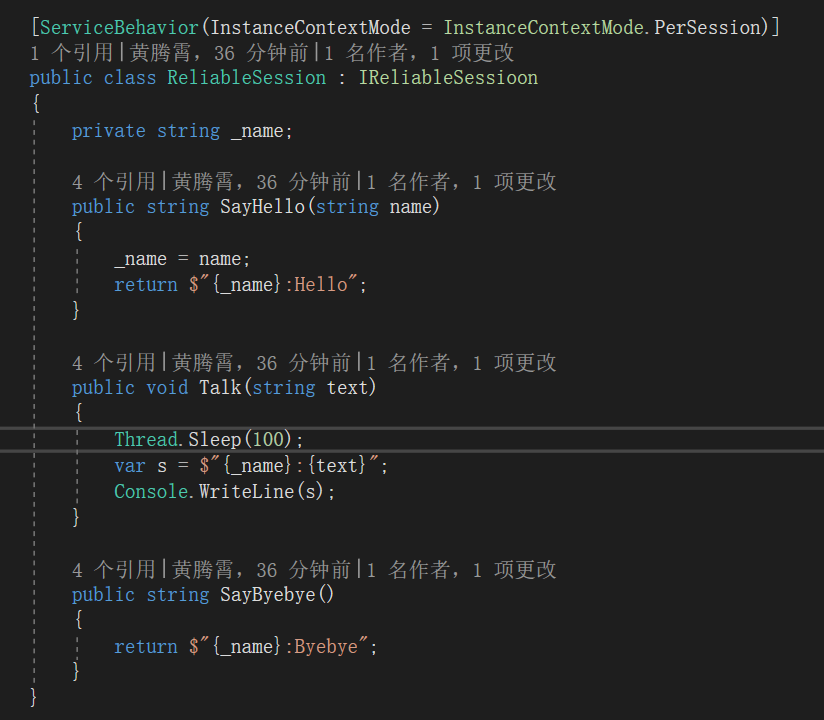 [ServiceBehavior(InstanceContextMode = InstanceContextMode.PerSession)]
1 个引用|黄腾霄，36 分钟前|1 名作者，1 项更改
public class ReliableSession : IReliableSessioon
{
private string _name;
4 个引用|黄腾霄，36 分钟前|1 名作者，1 项更改
public string SayHello(string name)
{
_name = name;
return $"{_name}:Hello";
}
4 个引用|黄腾霄，36 分钟前|1 名作者，1 项更改
public void Talk(string text)
{
Thread.Sleep(100);
var s = $"{_name}:{text}";
Console.WriteLine(s);
}
4 个引用|黄腾霄，36 分钟前|1 名作者，1 项更改
public string SayByebye()
{
return $"{_name}:Byebye";
}
}